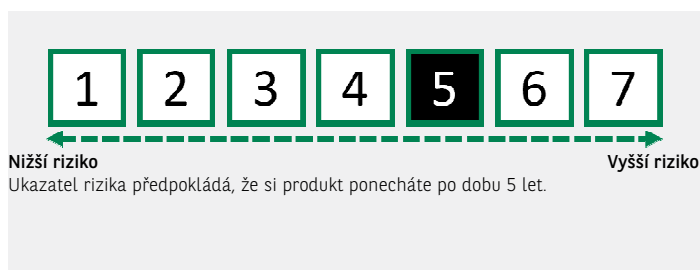 1 2 3 4 5 6 7
Nižší riziko Vyšší riziko
Ukazatel rizika předpokládá, že si produkt ponecháte po dobu 5 let.